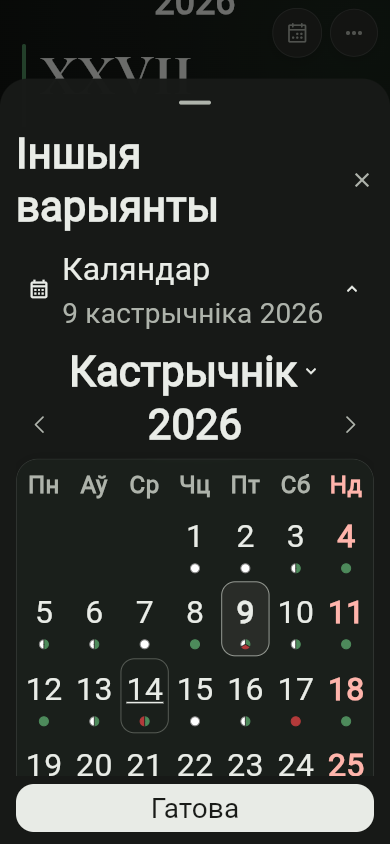 2026
XXVII
Іншыя
варыянты
Каляндар
9 кастрычніка 2026
Кастрычнік
2026
Пн Аў Ср Чц Пт Сб Нд
1 2 3 4
5 6 7 8 9 10 11
12 13 14 15 16 17 18
19 20 21 22 23 24 25
Гатова